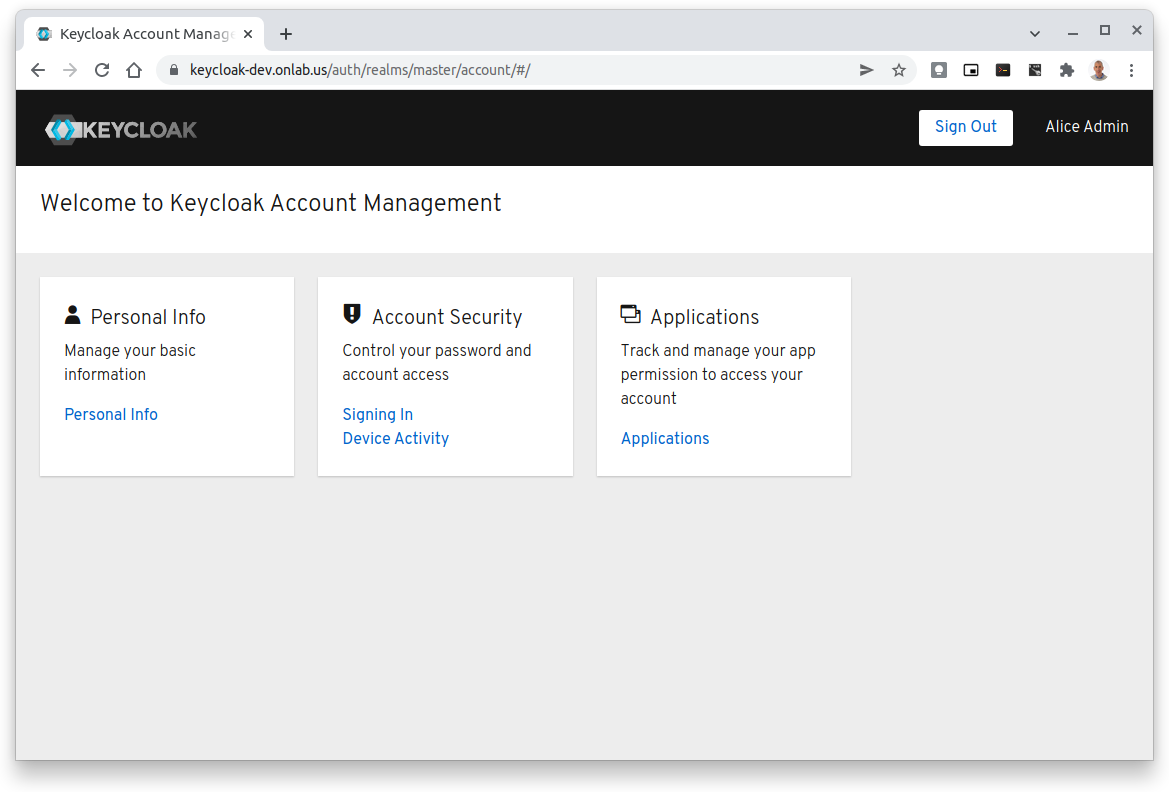 Keycloak Account Manag
keycloak-dev.onlab.us/auth/realms/master/account/#/
KEYCLOAK
Sign Out
Alice Admin
Welcome to Keycloak Account Management
Personal Info
Manage your basic
information
Personal Info
Account Security
Control your password and
account access
Signing In
Device Activity
Applications
Track and manage your app
permission to access your
account
Applications